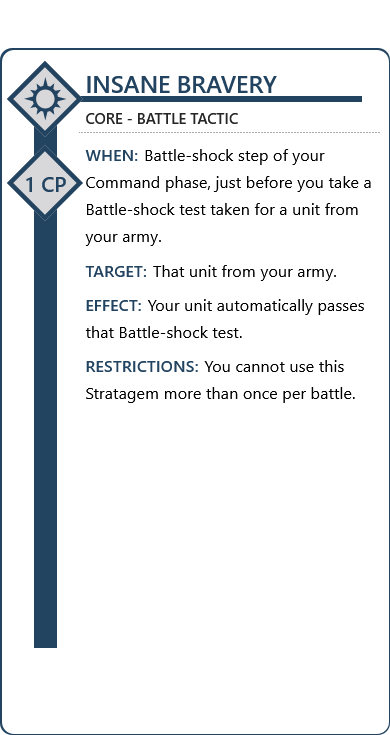 INSANE BRAVERY
CORE - BATTLE TACTIC
1 CP
WHEN: Battle-shock step of your
Command phase, just before you take a
Battle-shock test taken for a unit from
your army.
TARGET: That unit from your army.
EFFECT: Your unit automatically passes
that Battle-shock test.
RESTRICTIONS: You cannot use this
Stratagem more than once per battle.